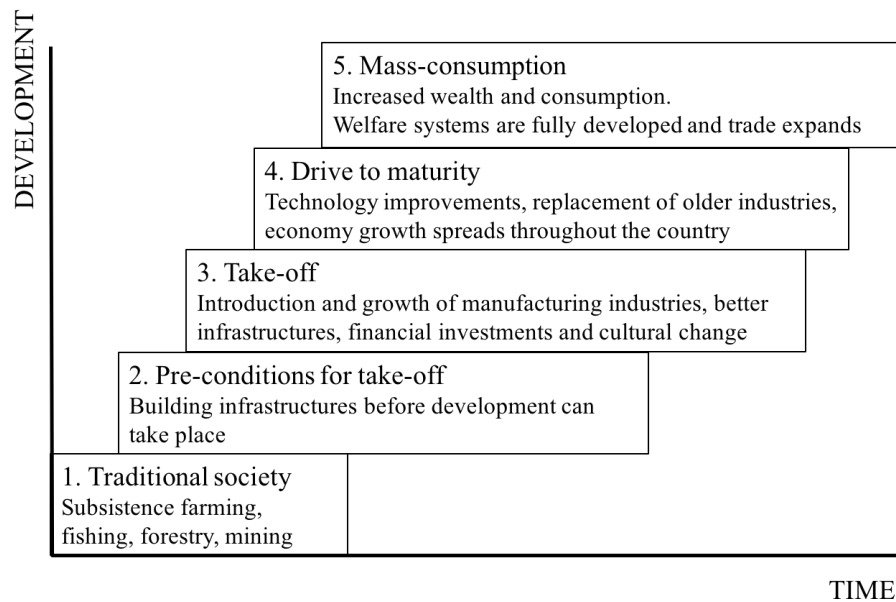 DEVELOPMENT
5. Mass-consumption
Increased wealth and consumption.
Welfare systems are fully developed and trade expands
4. Drive to maturity
Technology improvements, replacement of older industries,
economy growth spreads throughout the country
3. Take-off
Introduction and growth of manufacturing industries, better
infrastructures, financial investments and cultural change
2. Pre-conditions for take-off
Building infrastructures before development can
take place
1. Traditional society
Subsistence farming,
fishing, forestry, mining
TIME